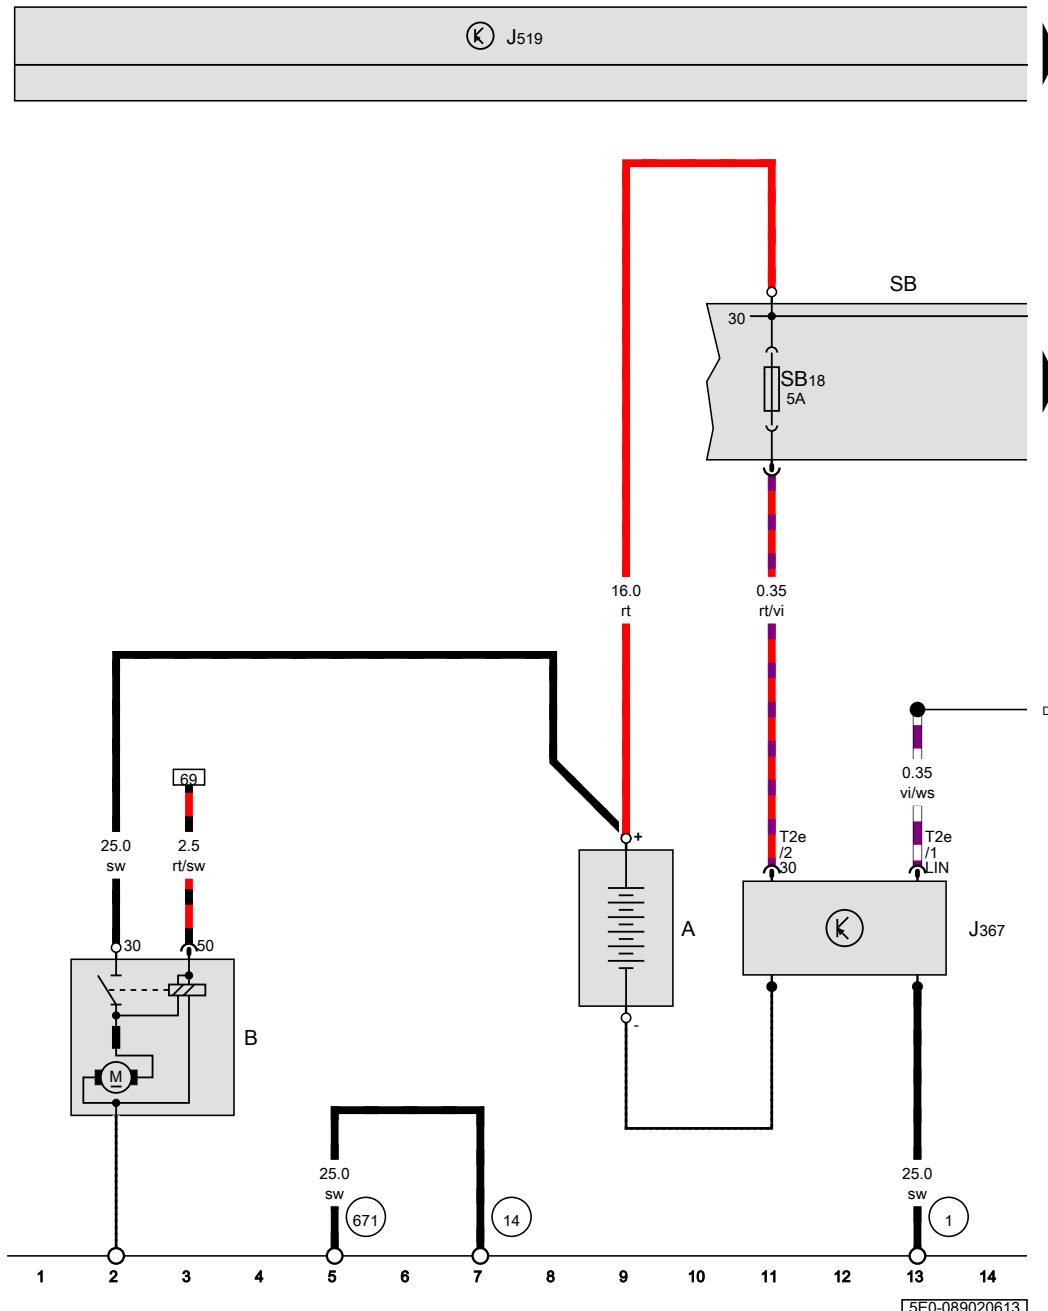 J519
SB
30
SB18
5A
16.0
rt
0.35
rt/vi
0.35
vi/ws
69
25.0
sw
2.5
rt/sw
T2e
/2
30
T2e
/1
LIN
+
30
50
A
J367
-
B
M
25.0
sw
671
14
25.0
sw
1
1 2 3 4 5 6 7 8 9 10 11 12 13 14
5E0-089020613